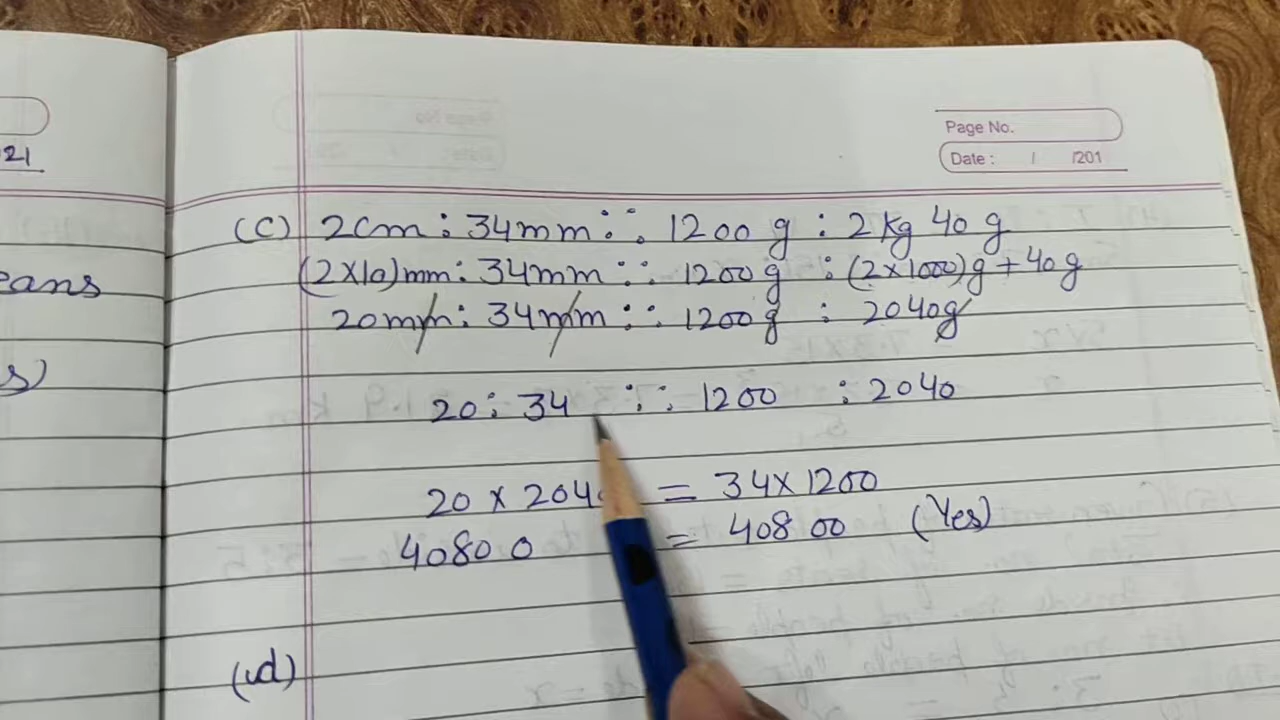 Page No.
Date : / /201
21
(C) 2cm : 34mm :: 1200 g : 2 kg 40 g
(2×10)mm : 34mm :: 1200 g : (2×1000)g + 40 g
20mm : 34mm :: 1200 g : 2040g
20 : 34 :: 1200 : 2040
20 × 204 = 34 × 1200
40800 = 40800 (Yes)
(d)
eans
s)